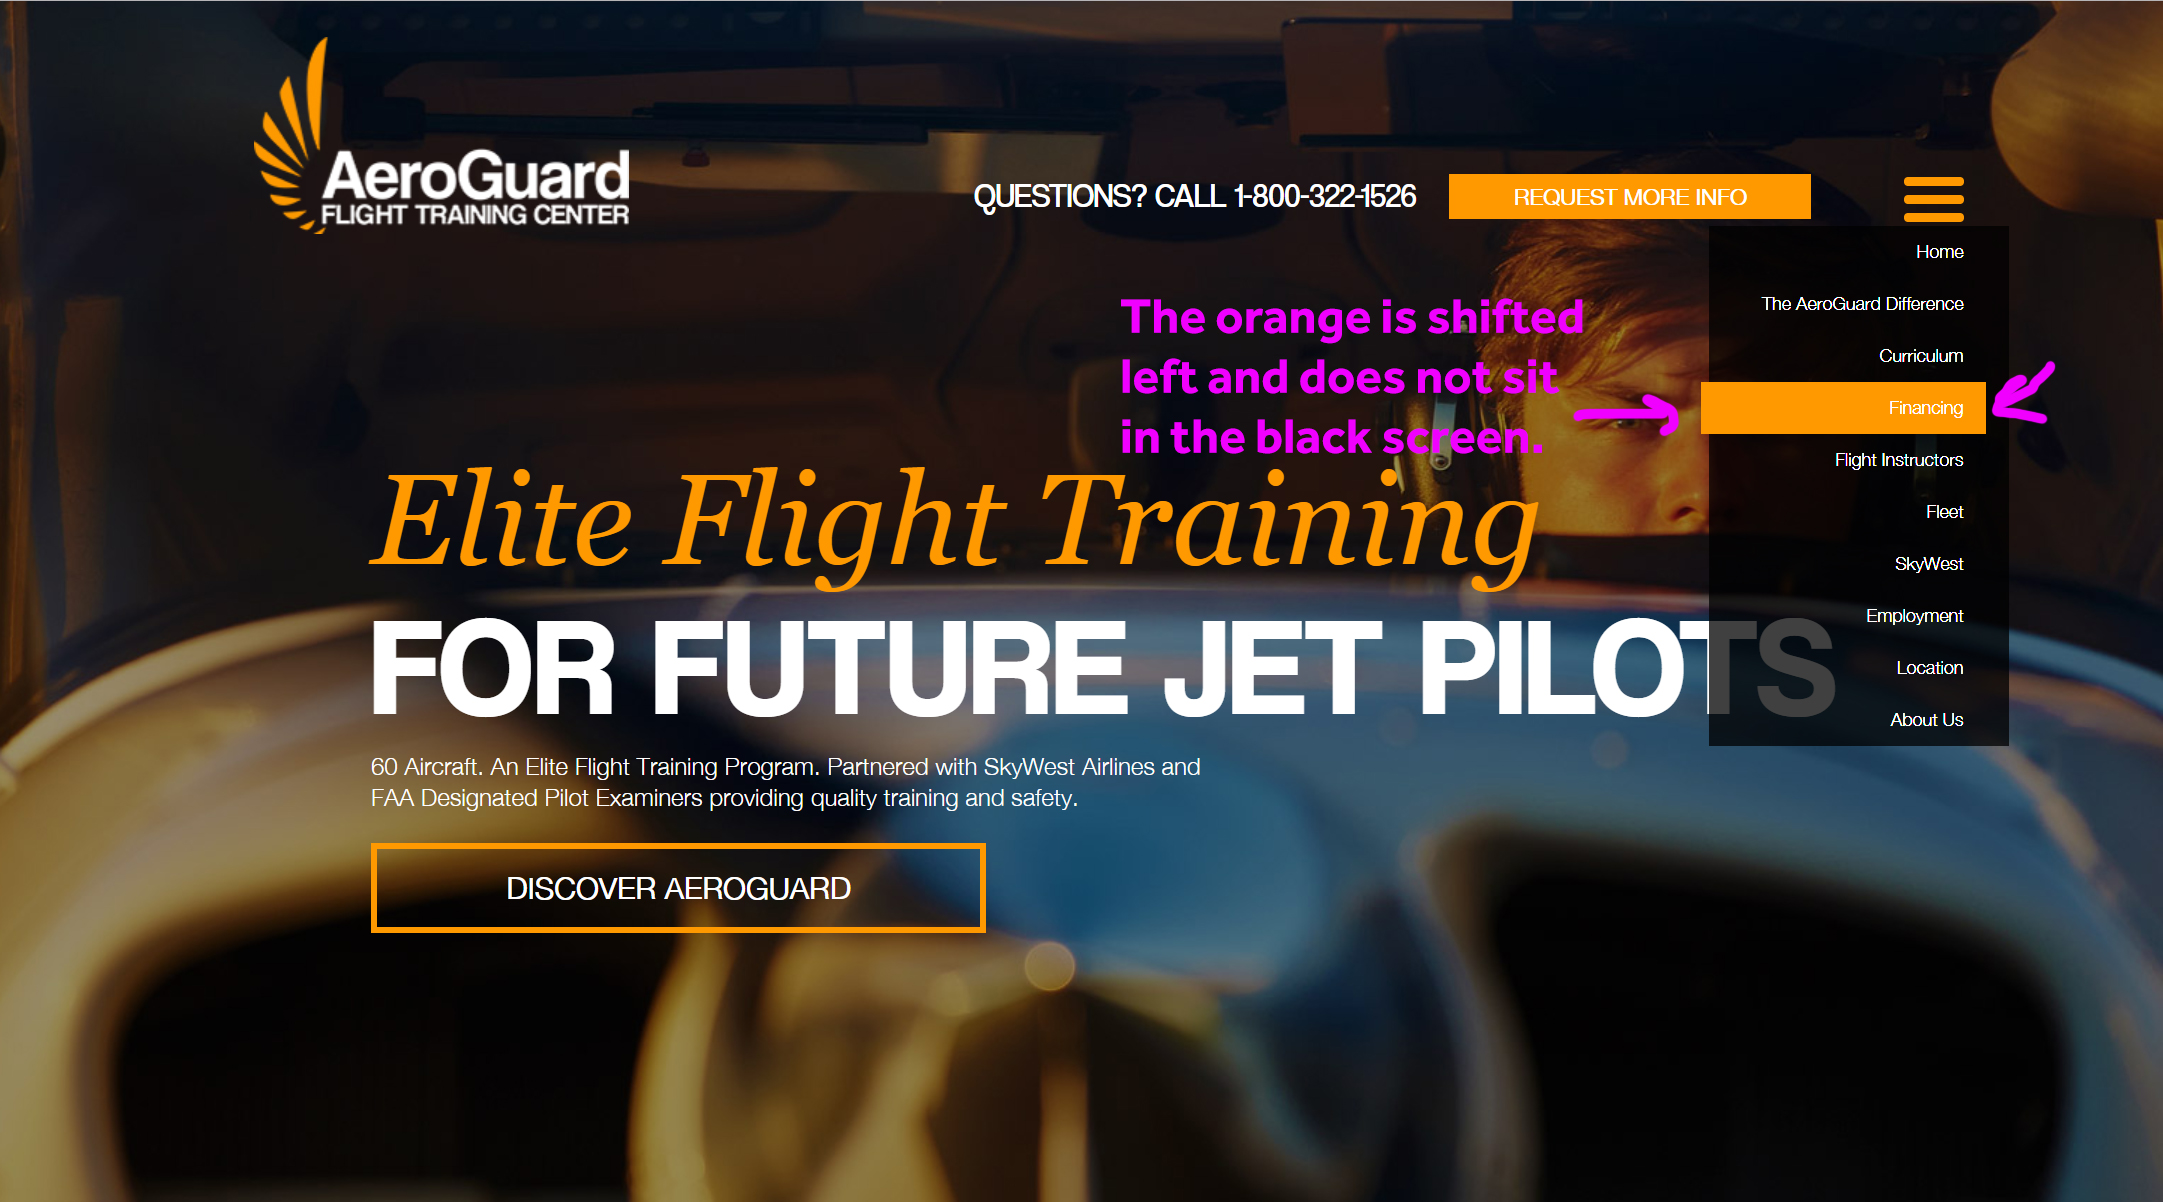 AeroGuard
FLIGHT TRAINING CENTER
QUESTIONS? CALL 1-800-322-1526
REQUEST MORE INFO
Home
The AeroGuard Difference
Curriculum
Financing
Flight Instructors
Fleet
SkyWest
Employment
Location
About Us
The orange is shifted
left and does not sit
in the black screen.
Elite Flight Training
FOR FUTURE JET PILOTS
60 Aircraft. An Elite Flight Training Program. Partnered with SkyWest Airlines and
FAA Designated Pilot Examiners providing quality training and safety.
DISCOVER AEROGUARD